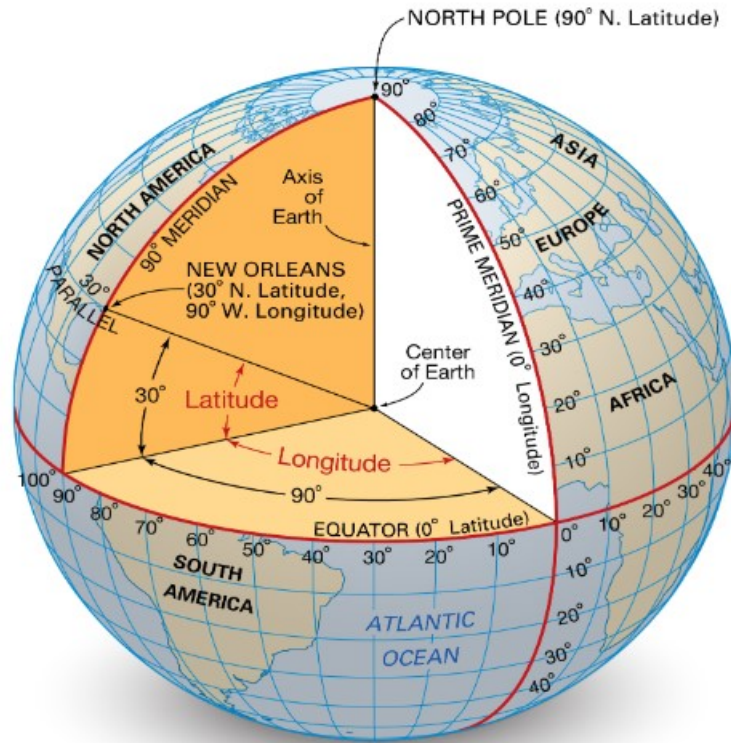 NORTH POLE (90° N. Latitude)
90°
80°
70°
60°
50°
40°
30°
20°
10°
ASIA
EUROPE
AFRICA
PRIME MERIDIAN (0° Longitude)
NORTH AMERICA
90° MERIDIAN
Axis
of
Earth
30°
PARALLEL
NEW ORLEANS
(30° N. Latitude,
90° W. Longitude)
Center
of Earth
30°
Latitude
Longitude
90°
EQUATOR (0° Latitude)
100°
90°
80°
70°
60°
50°
40°
30°
20°
10°
0°
10°
20°
30°
40°
10°
20°
30°
40°
SOUTH
AMERICA
ATLANTIC
OCEAN